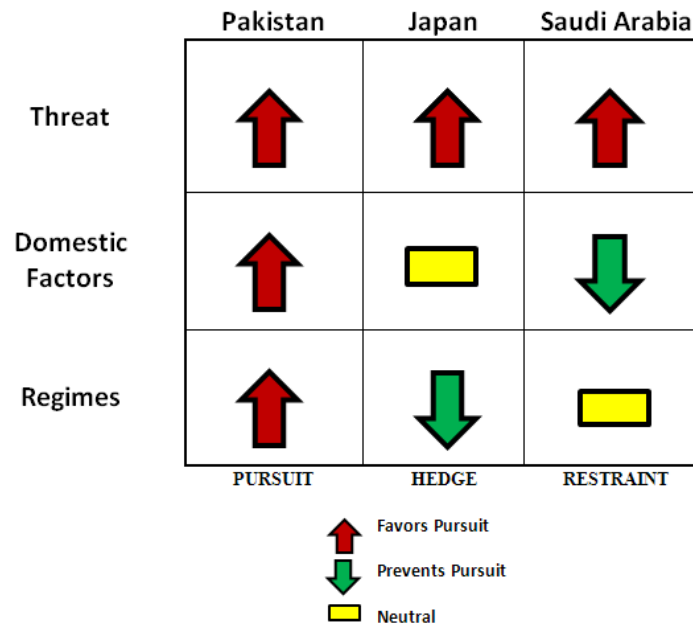 Pakistan Japan Saudi Arabia
Threat
Domestic
Factors
Regimes
PURSUIT HEDGE RESTRAINT
Favors Pursuit
Prevents Pursuit
Neutral